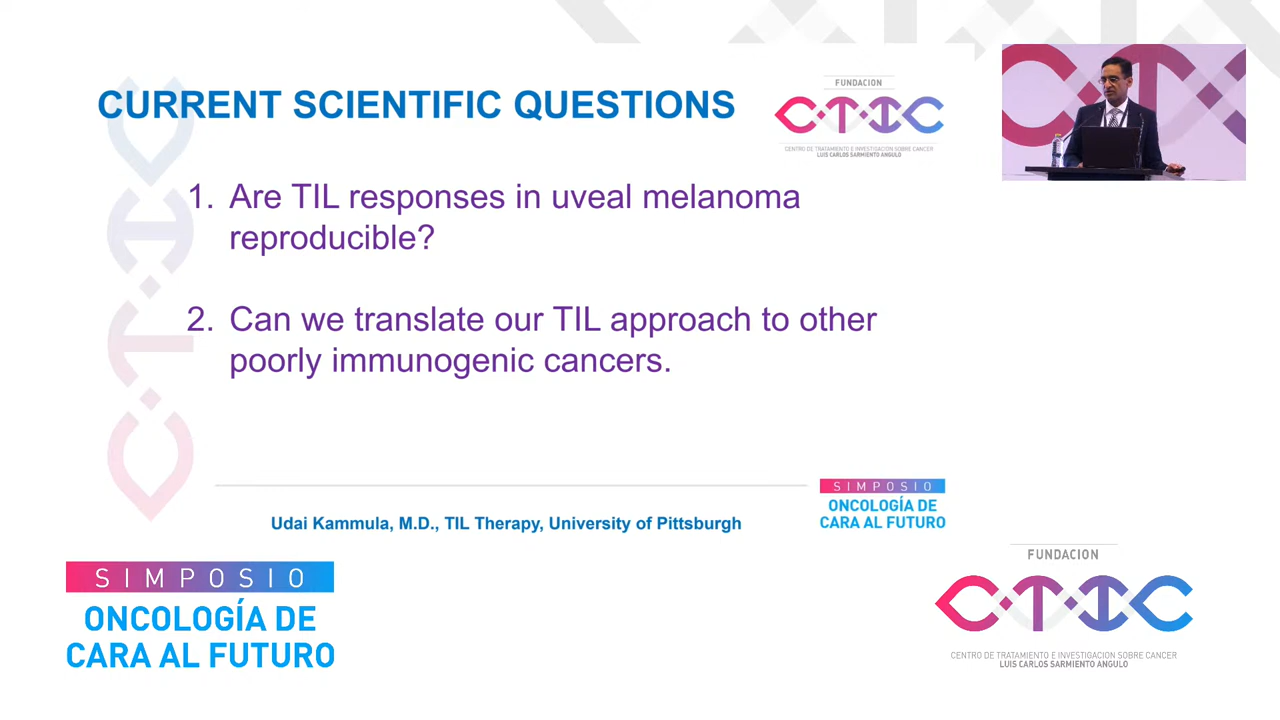 CURRENT SCIENTIFIC QUESTIONS
FUNDACION
C·T·I·C
CENTRO DE TRATAMIENTO E INVESTIGACION SOBRE CANCER
LUIS CARLOS SARMIENTO ANGULO
1. Are TIL responses in uveal melanoma
reproducible?
2. Can we translate our TIL approach to other
poorly immunogenic cancers.
Udai Kammula, M.D., TIL Therapy, University of Pittsburgh
SIMPOSIO
ONCOLOGÍA DE
CARA AL FUTURO
SIMPOSIO
ONCOLOGÍA DE
CARA AL FUTURO
FUNDACION
C·T·I·C
CENTRO DE TRATAMIENTO E INVESTIGACION SOBRE CANCER
LUIS CARLOS SARMIENTO ANGULO
C·T·I·C